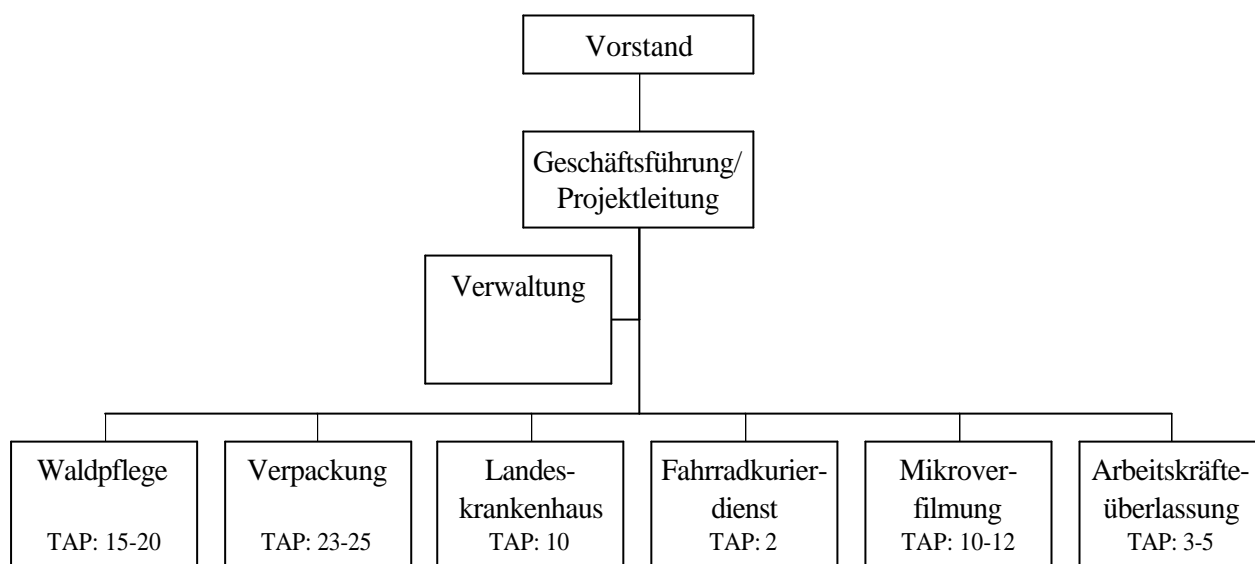 Vorstand
Geschäftsführung/
Projektleitung
Verwaltung
Waldpflege
TAP: 15-20
Verpackung
TAP: 23-25
Landes-
krankenhaus
TAP: 10
Fahrradkurier-
dienst
TAP: 2
Mikrover-
filmung
TAP: 10-12
Arbeitskräfte-
überlassung
TAP: 3-5